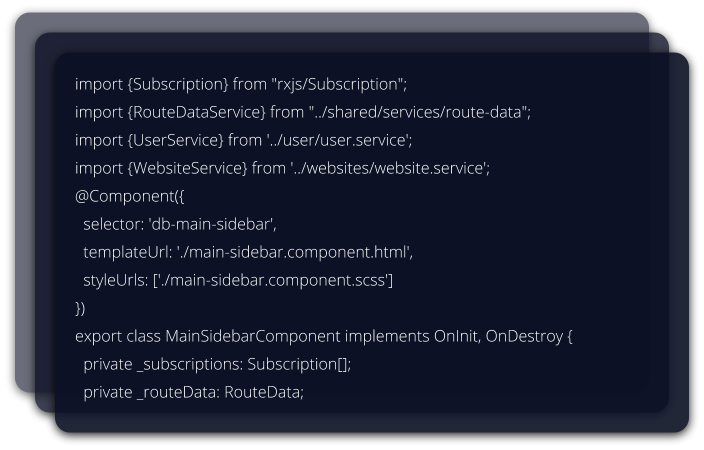 import {Subscription} from "rxjs/Subscription";
import {RouteDataService} from "../shared/services/route-data";
import {UserService} from '../user/user.service';
import {WebsiteService} from '../websites/website.service';
@Component({
  selector: 'db-main-sidebar',
  templateUrl: './main-sidebar.component.html',
  styleUrls: ['./main-sidebar.component.scss']
})
export class MainSidebarComponent implements OnInit, OnDestroy {
  private _subscriptions: Subscription[];
  private _routeData: RouteData;